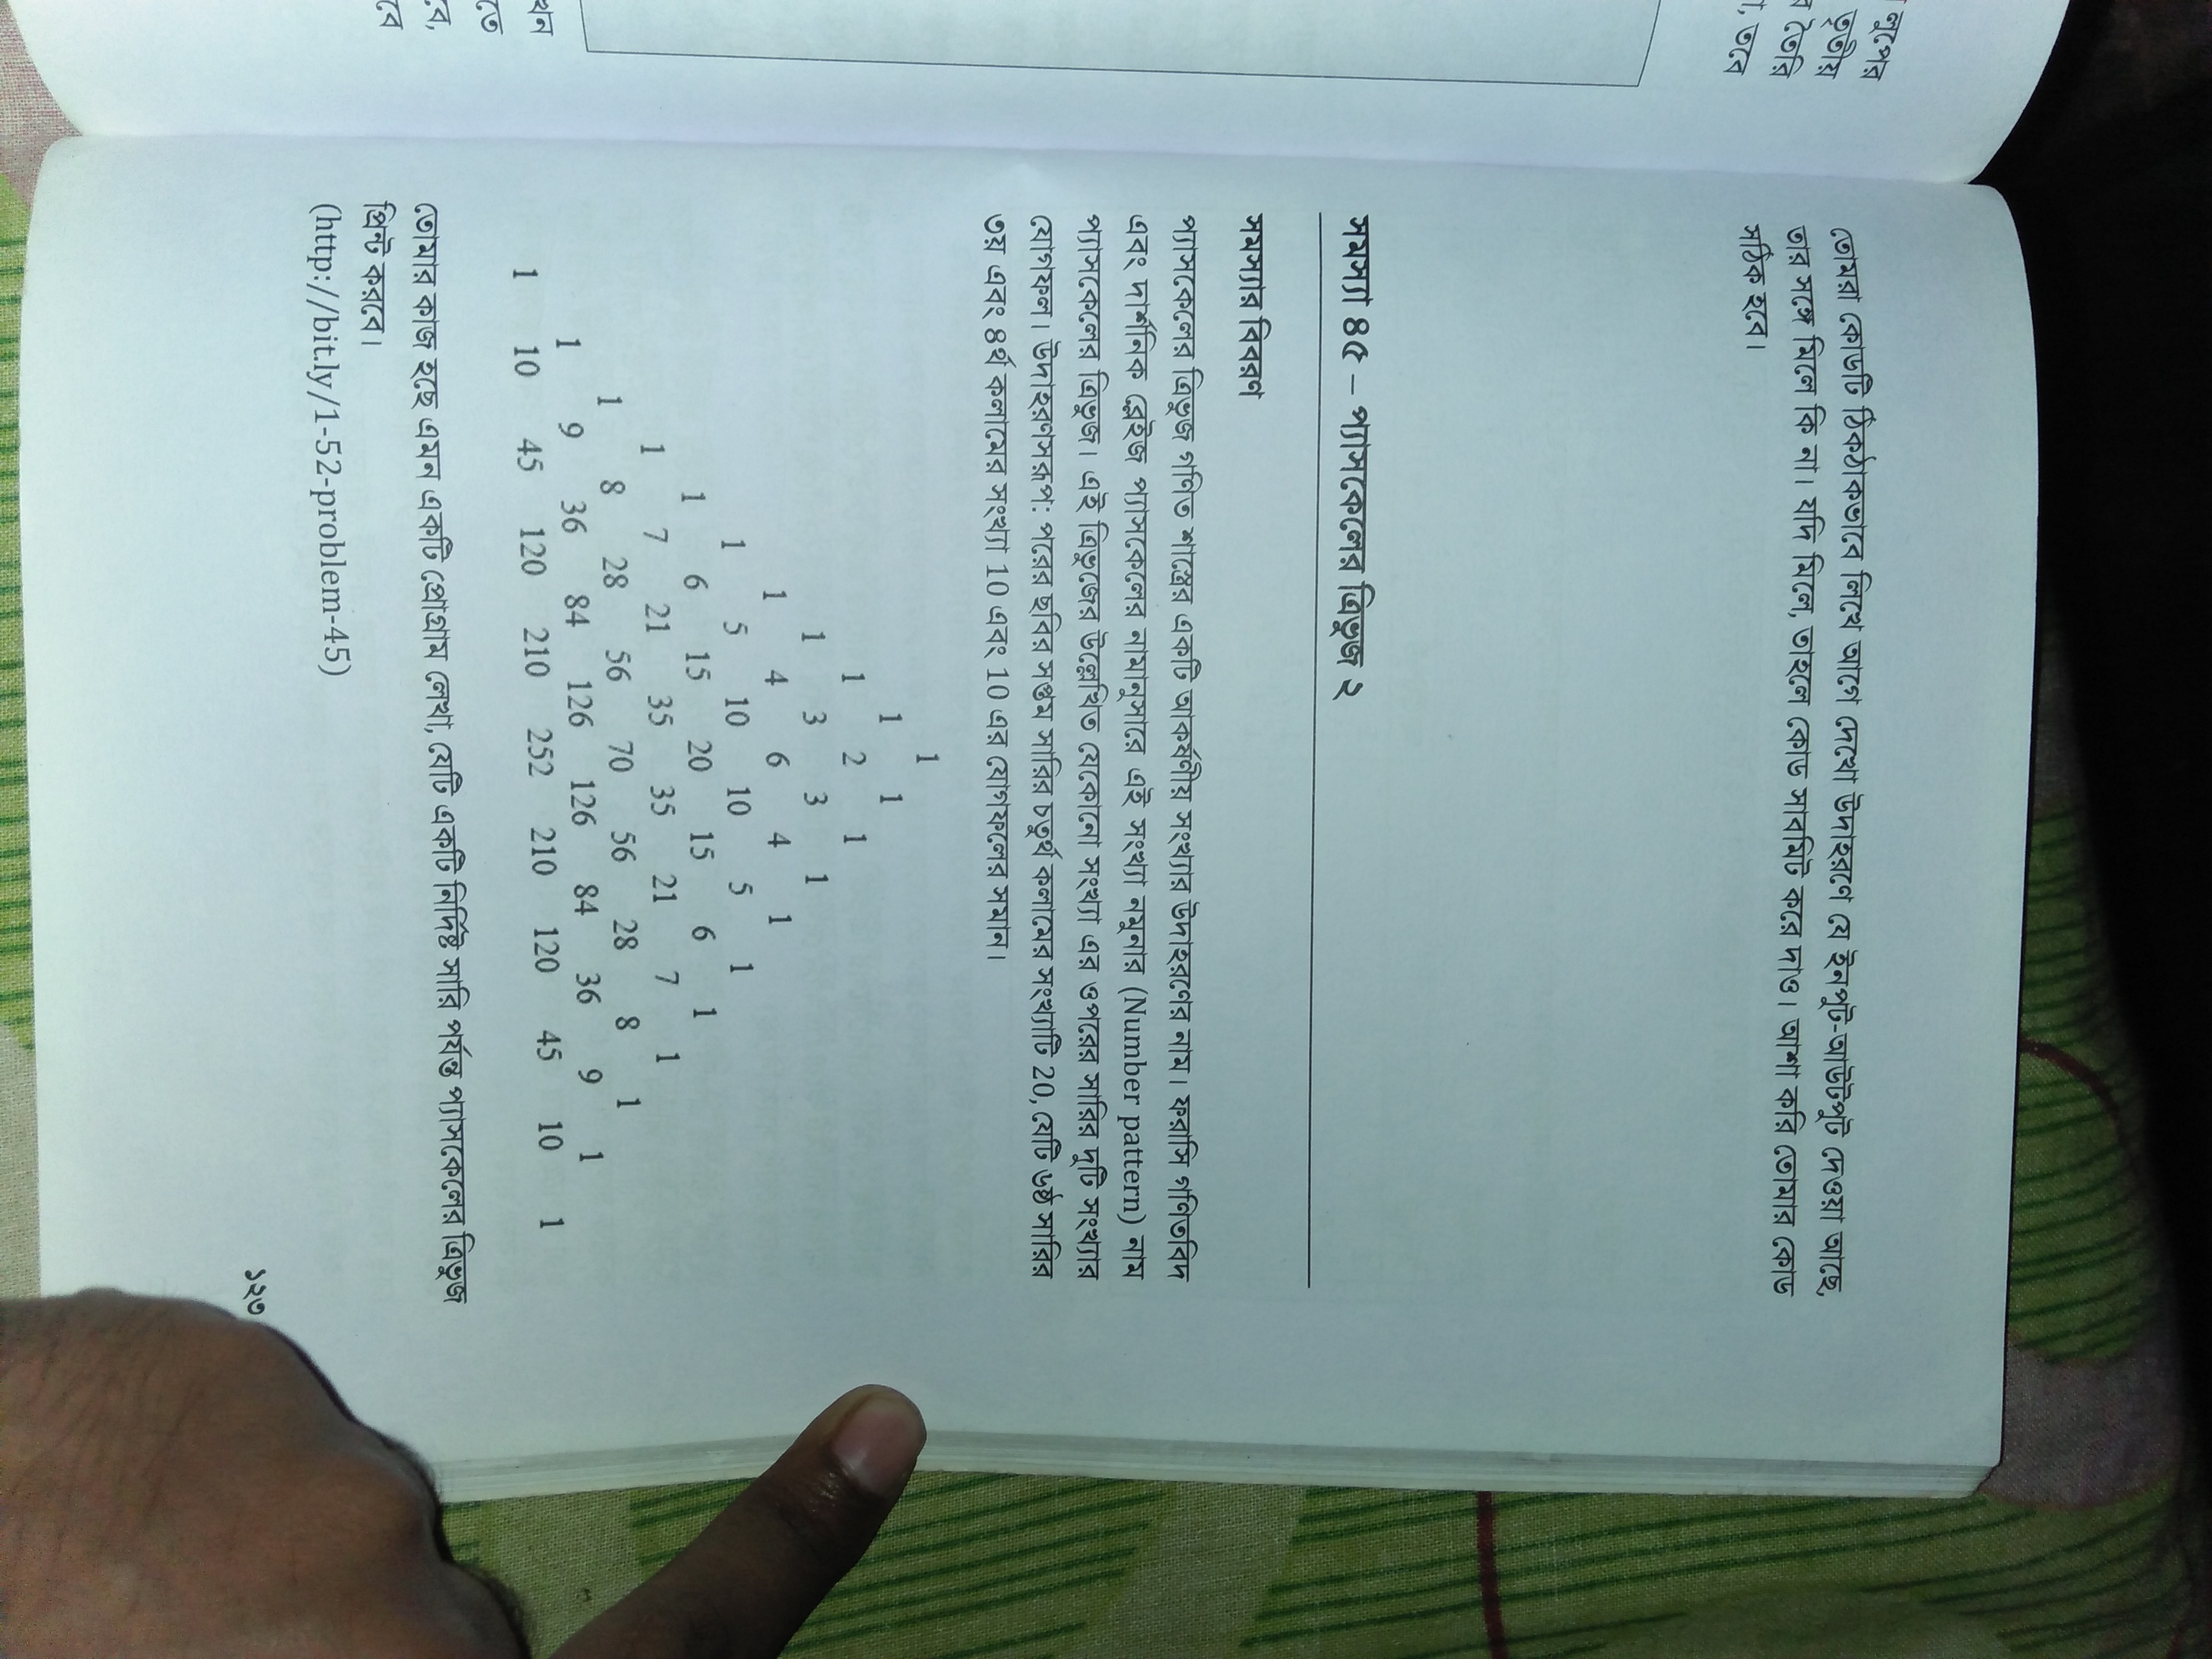 লুপের
তৃতীয়
তৈরি
তবে
তোমরা কোডটি ঠিকঠাকভাবে লিখে আগে দেখো উদাহরণে যে ইনপুট-আউটপুট দেওয়া আছে,
তার সঙ্গে মিলে কি না। যদি মিলে, তাহলে কোড সাবমিট করে দাও। আশা করি তোমার কোড
সঠিক হবে।
সমস্যা ৪৫ – প্যাসকেলের ত্রিভুজ ২
সমস্যার বিবরণ
প্যাসকেলের ত্রিভুজ গণিত শাস্ত্রের একটি আকর্ষণীয় সংখ্যার উদাহরণের নাম। ফরাসি গণিতবিদ
এবং দার্শনিক ব্লেইজ প্যাসকেলের নামানুসারে এই সংখ্যা নমুনার (Number pattern) নাম
প্যাসকেলের ত্রিভুজ। এই ত্রিভুজের উল্লেখিত যেকোনো সংখ্যা এর ওপরের সারির দুটি সংখ্যার
যোগফল। উদাহরণসরূপ: পরের ছবির সপ্তম সারির চতুর্থ কলামের সংখ্যাটি 20, যেটি ৬ষ্ঠ সারির
৩য় এবং ৪র্থ কলামের সংখ্যা 10 এবং 10 এর যোগফলের সমান।
1
1 1
1 2 1
1 3 3 1
1 4 6 4 1
1 5 10 10 5 1
1 6 15 20 15 6 1
1 7 21 35 35 21 7 1
1 8 28 56 70 56 28 8 1
1 9 36 84 126 126 84 36 9 1
1 10 45 120 210 252 210 120 45 10 1
তোমার কাজ হচ্ছে এমন একটি প্রোগ্রাম লেখা, যেটি একটি নির্দিষ্ট সারি পর্যন্ত প্যাসকেলের ত্রিভুজ
প্রিন্ট করবে।
(http://bit.ly/1-52-problem-45)
১২৩